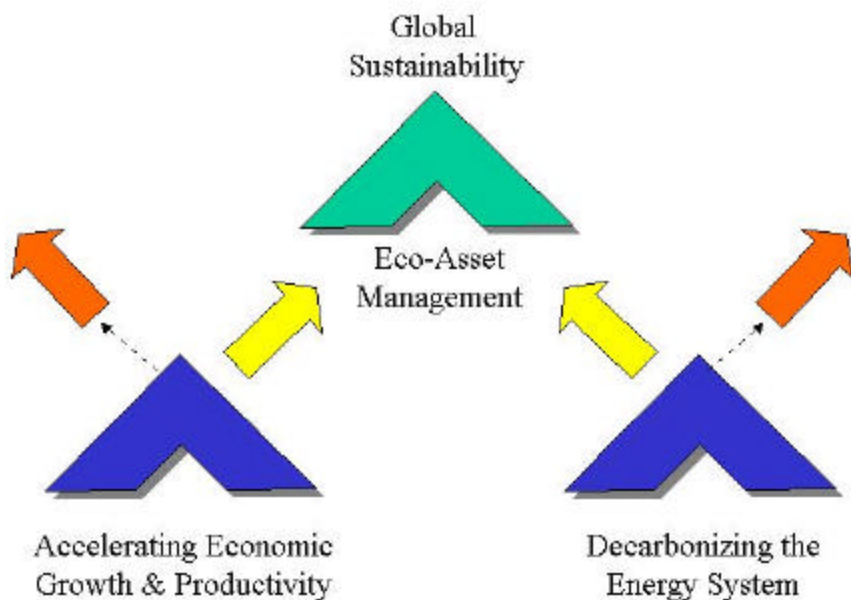 Global
Sustainability
Eco-Asset
Management
Accelerating Economic
Growth & Productivity
Decarbonizing the
Energy System